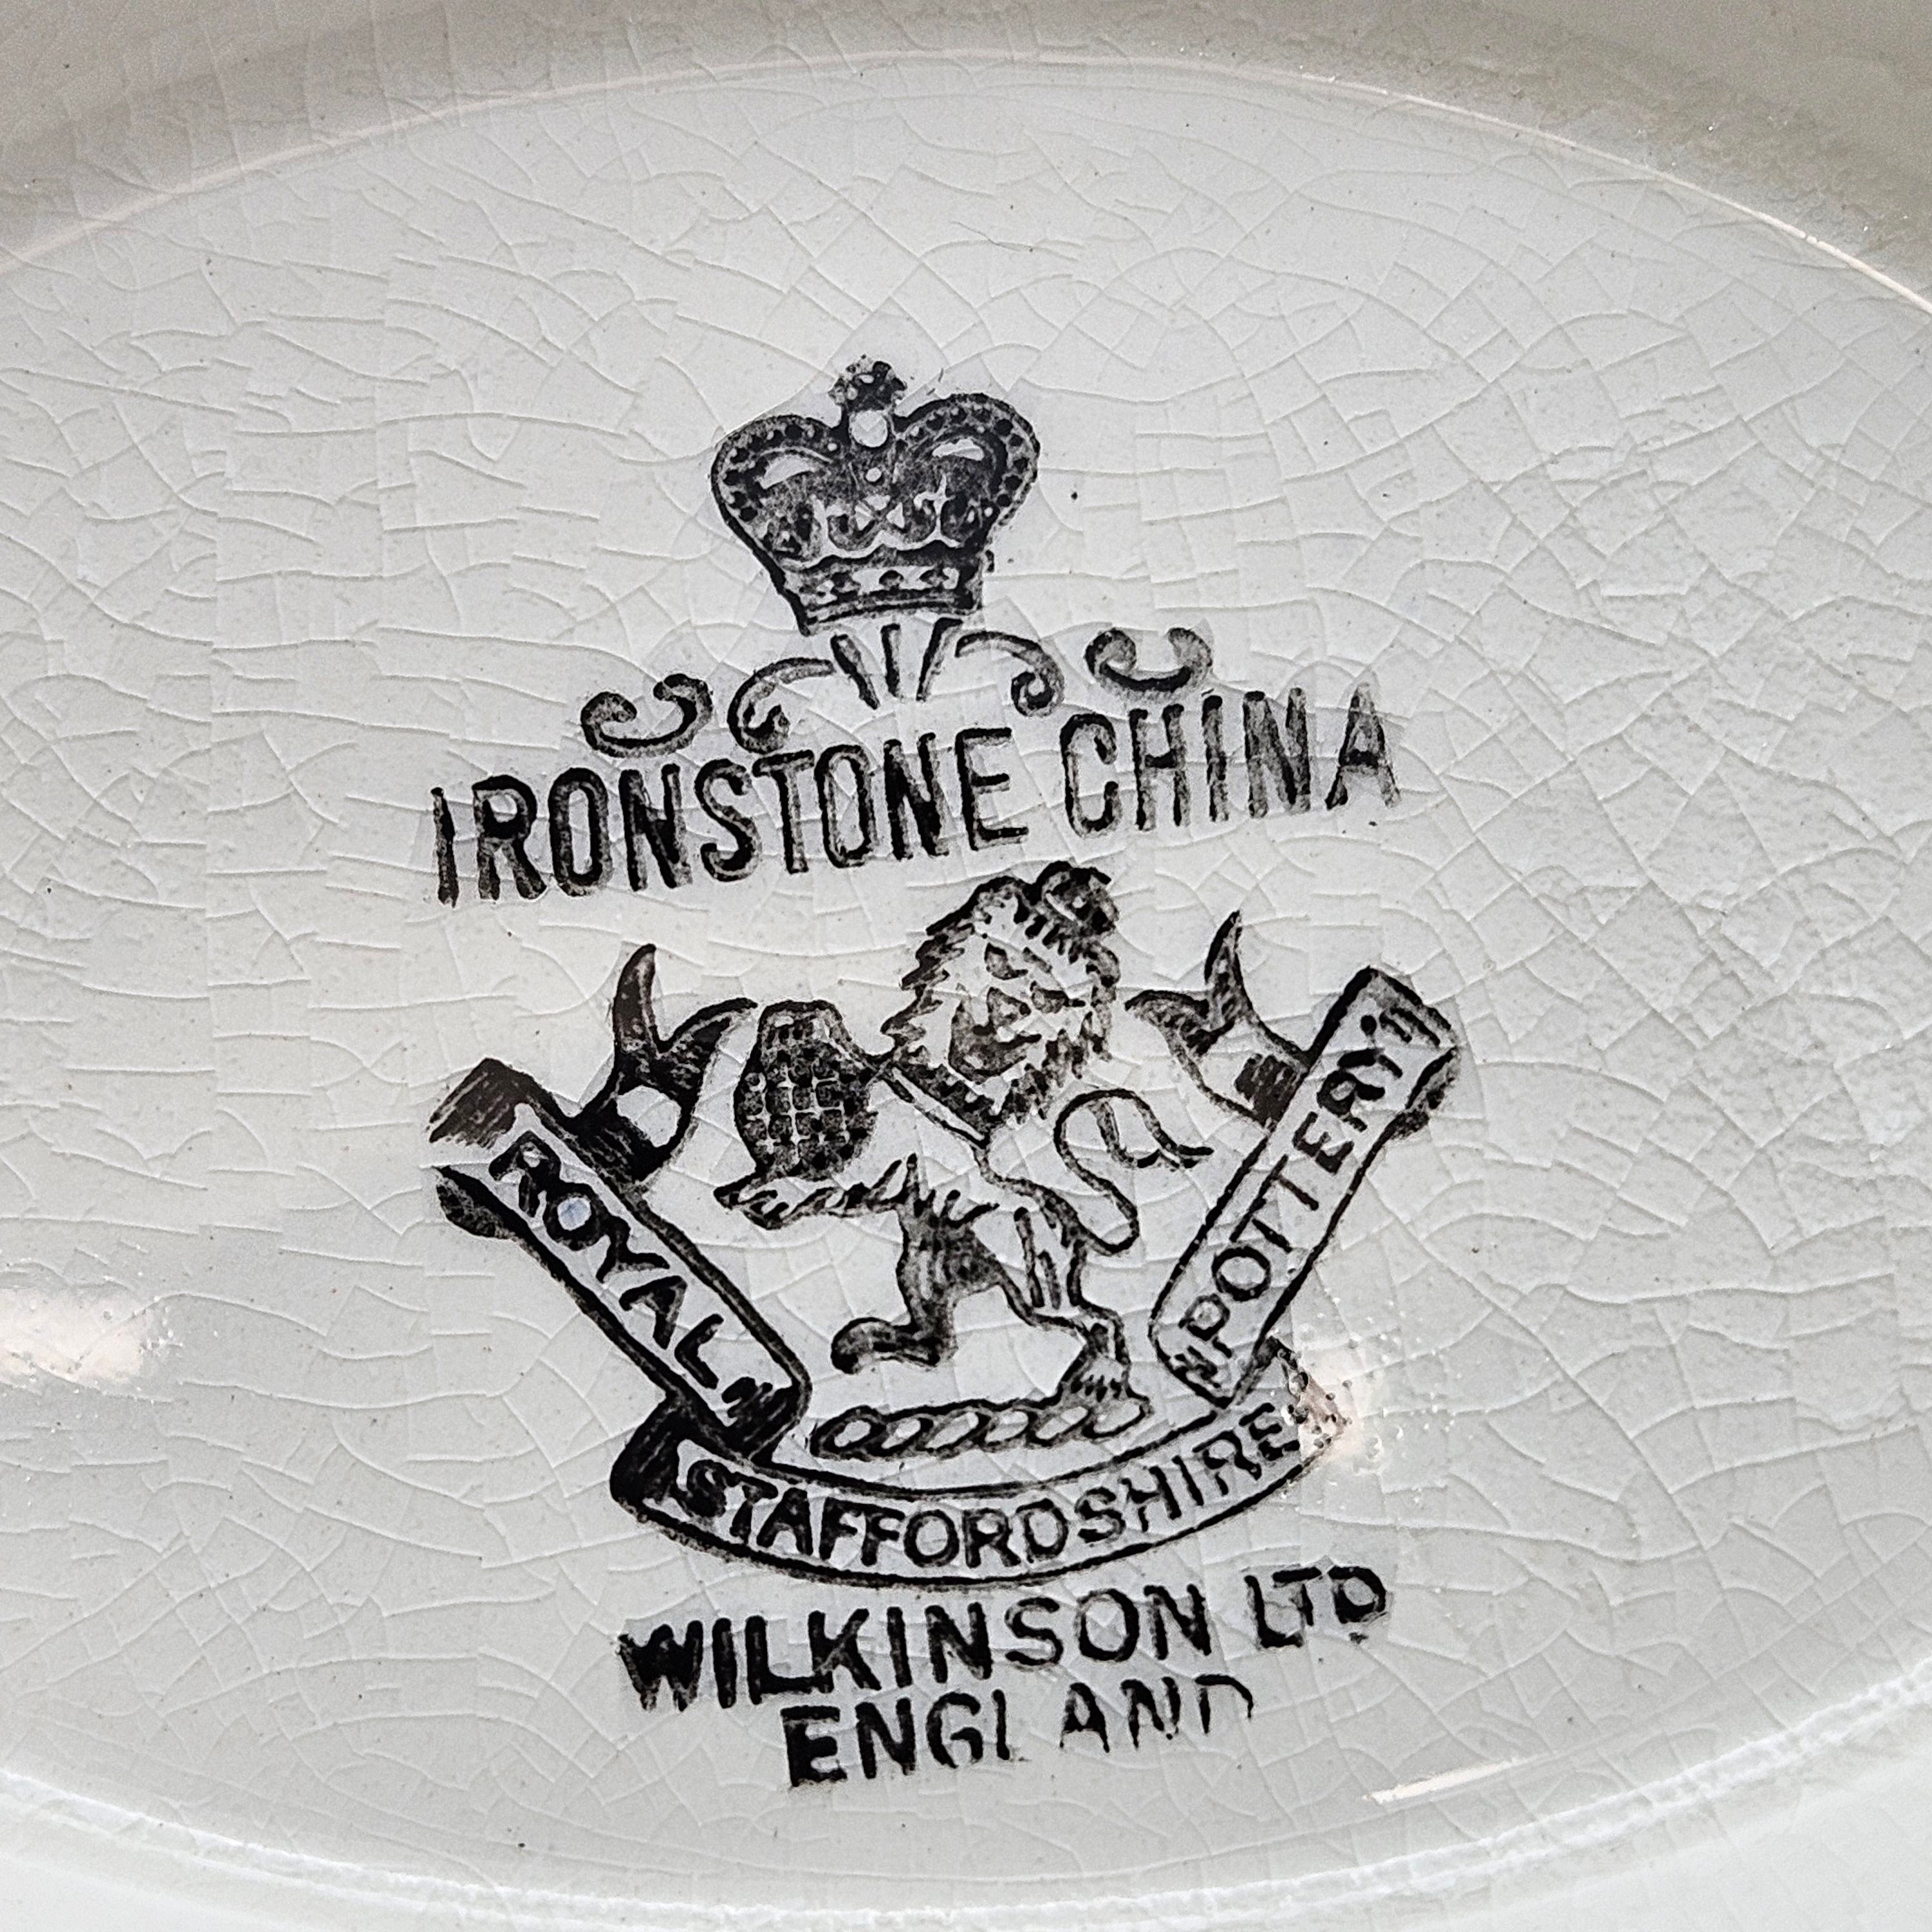 IRONSTONE CHINA
ROYAL
STAFFORDSHIRE
POTTERY
WILKINSON LTD
ENGLAND